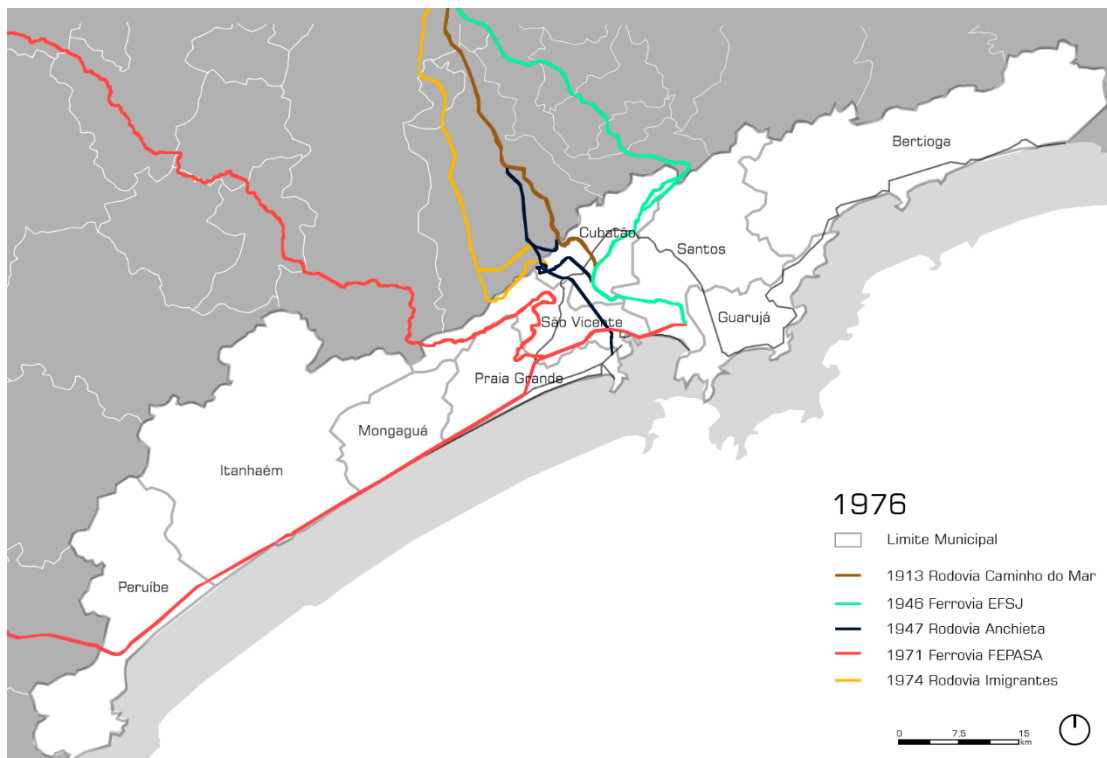 Bertioga
Cubatão
Santos
Guarujá
São Vicente
Praia Grande
Mongaguá
Itanhaém
Peruíbe
1976
Limite Municipal
1913 Rodovia Caminho do Mar
1946 Ferrovia EFSJ
1947 Rodovia Anchieta
1971 Ferrovia FEPASA
1974 Rodovia Imigrantes
0 7.5 15
km